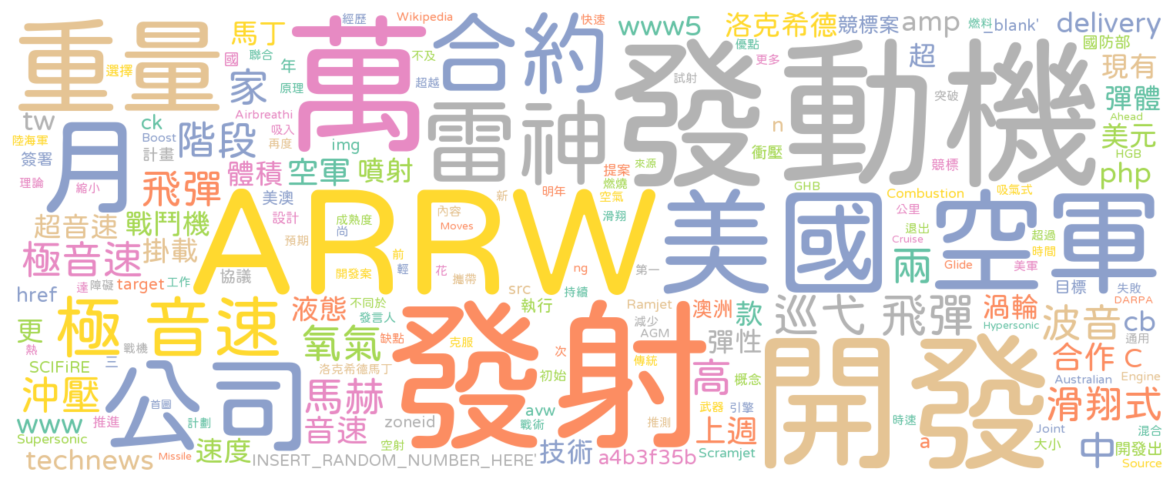 重量
萬
合約
發動機
月
雷神
ARRW
美國空軍
極 音速
發射
公司
開 發
巡弋 飛彈
馬丁
經歷
Wikipedia
快速
www5
洛克希德
競標案
amp
燃料
_blank'
delivery
選擇
國
聯合
不及
優點
更多
超
國防部
現有
家
年
原理
超越
試射
tw
Airbreathi
ck
突破
彈體
陸海軍
階段
吸入
img
n
美元
Ahead
簽署
Boost
再度
計畫
衝壓
競標
HGB
理論
體積
空軍
噴射
提案
來源
php
縮小
飛彈
燃燒
GHB
美澳
明年
空氣
Combustion
吸氣式
超音速
戰鬥機
設計
成熟度
內容
新
滑翔
公里
尚
Moves
退出
超過
極音速
掛載
預期
Cruise
美軍
時間
前
輕
花
ng
第一
兩
Glide
遠
障礙
target
工作
協議
開發案
攜帶
src
持續
目標
失敗
href
DARPA
液態
不同於
執行
Ramjet
澳洲
款
渦輪
波音
cb
更
發言人
減少
AGM
Hypersonic
通用
熱
戰機
氧氣
缺點
克服
彈性
SCIFiRE
三
次
傳統
合作
C
洛克希德馬丁
初始
高
概念
Australian
Engine
沖壓
首圖
馬赫
武器
引擎
滑翔式
www
推進
計劃
音速
zoneid
avw
戰術
推測
上週
時速
a
Joint
混合
Supersonic
速度
空射
技術
Scramjet
大小
中
開發出
technews
Missile
INSERT_RANDOM_NUMBER_HERE'
a4b3f35b
Source